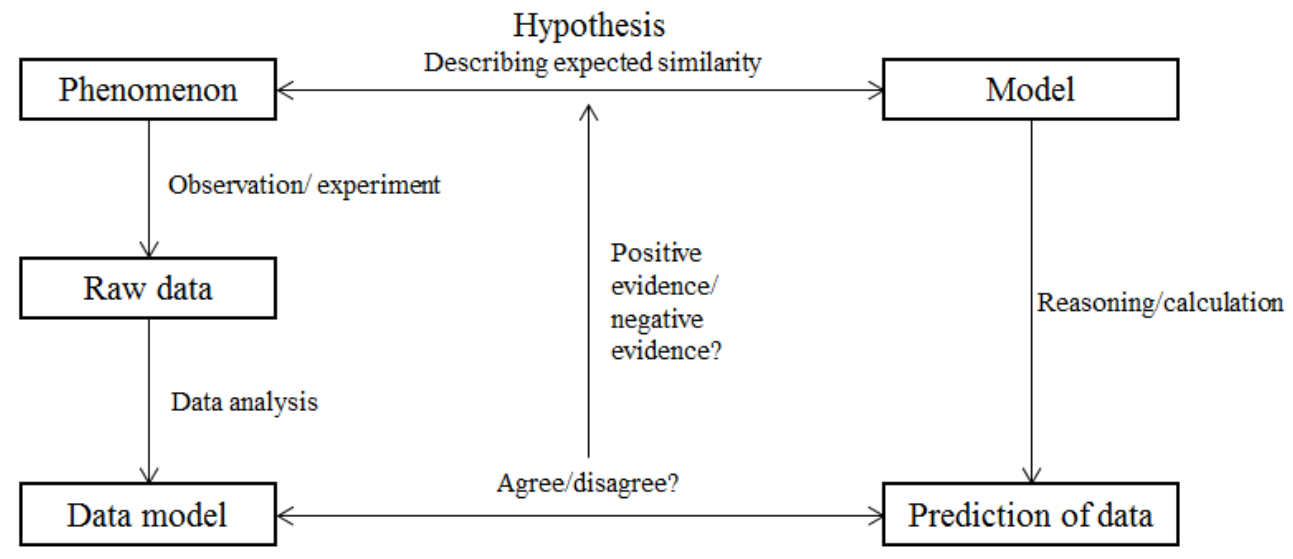 Hypothesis
Describing expected similarity
Phenomenon
Model
Observation/ experiment
Raw data
Positive
evidence/
negative
evidence?
Reasoning/calculation
Data analysis
Agree/disagree?
Data model
Prediction of data